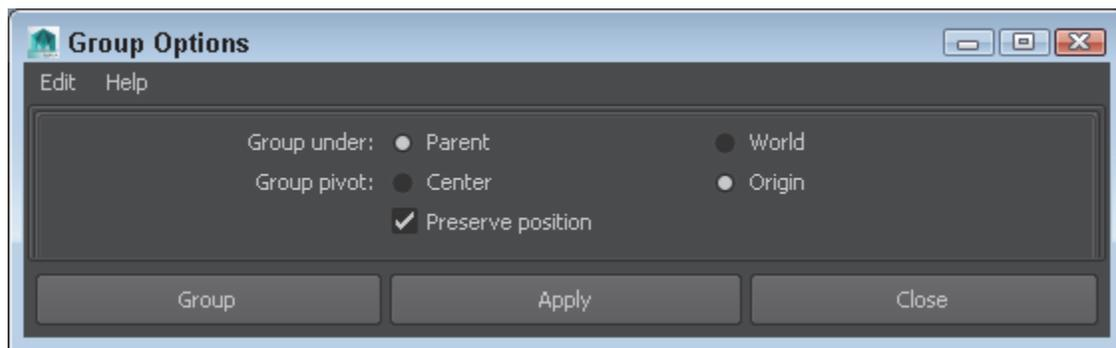 Group Options
Edit Help
Group under: Parent World
Group pivot: Center Origin
Preserve position
Group Apply Close